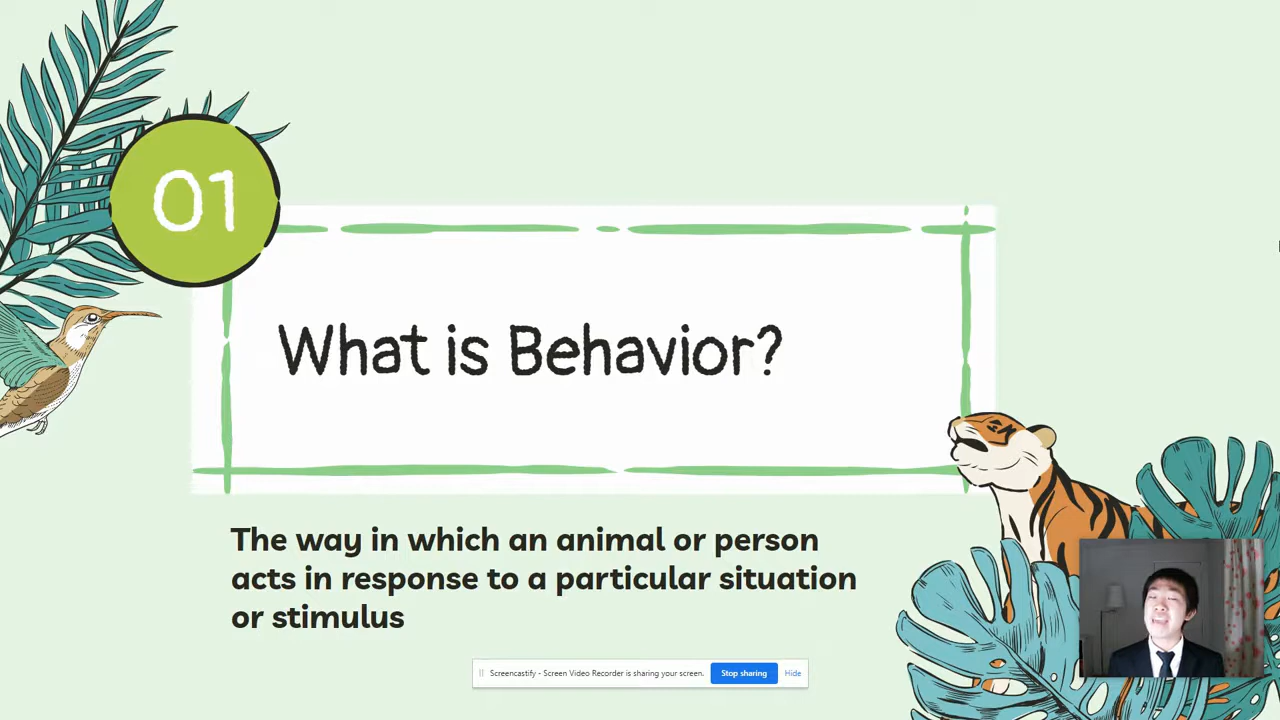 01
What is Behavior?
The way in which an animal or person
acts in response to a particular situation
or stimulus
Screencastify - Screen Video Recorder is sharing your screen. Stop sharing Hide